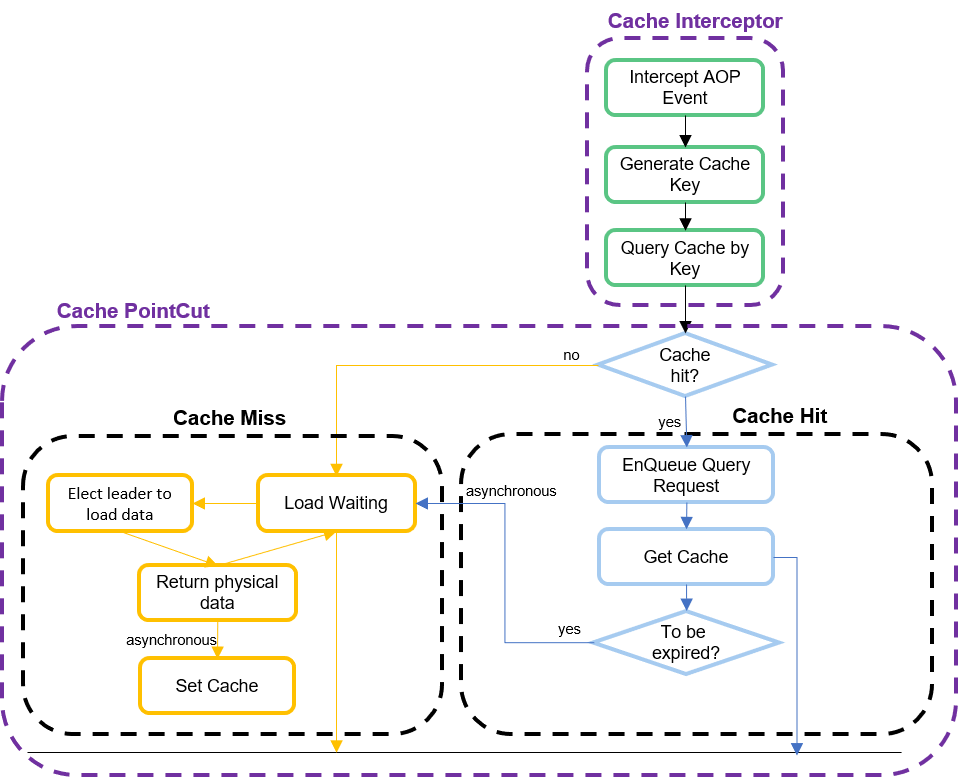 Cache Interceptor
Intercept AOP
Event
Generate Cache
Key
Query Cache by
Key
Cache PointCut
Cache
hit?
no
yes
Cache Miss
Cache Hit
Elect leader to
load data
Load Waiting
asynchronous
EnQueue Query
Request
Get Cache
Return physical
data
yes
To be
expired?
asynchronous
Set Cache